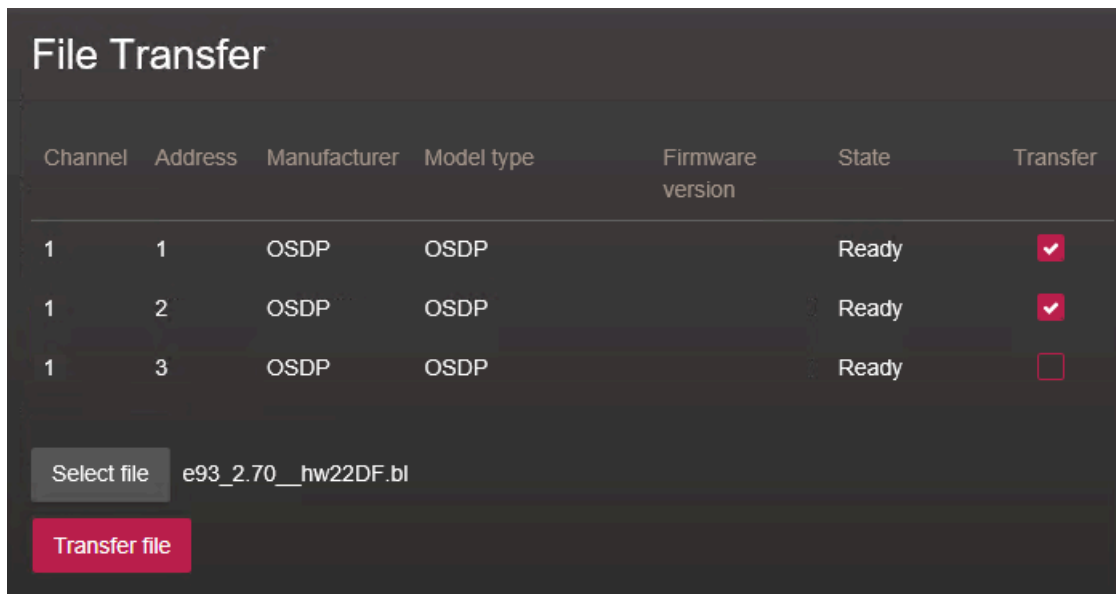 File Transfer
Channel Address Manufacturer Model type Firmware version State Transfer
1 1 OSDP OSDP Ready
1 2 OSDP OSDP Ready
1 3 OSDP OSDP Ready
Select file e93_2.70__hw22DF.bl
Transfer file